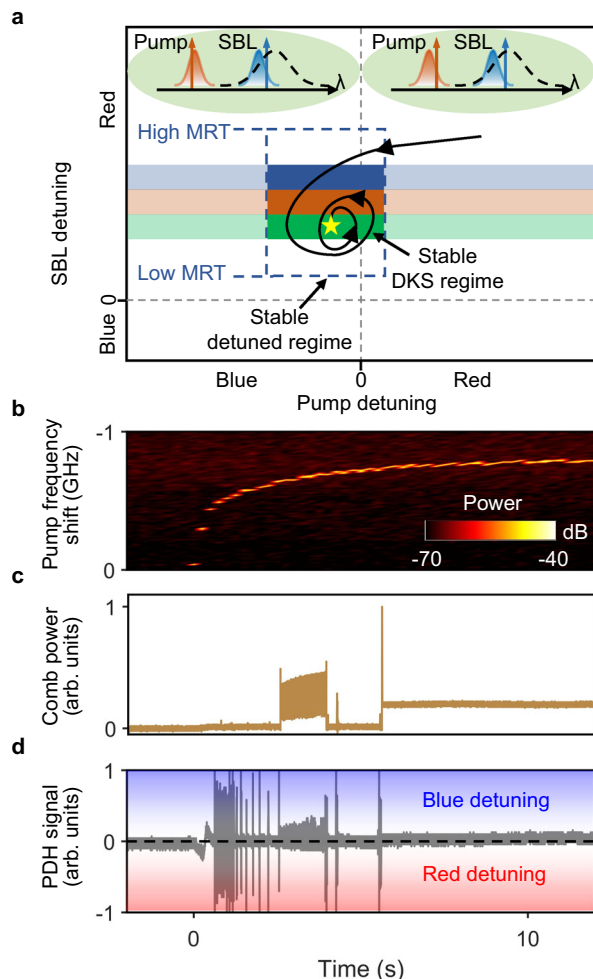 a
Pump SBL λ
Pump SBL λ
Red
High MRT
SBL detuning
Low MRT
Stable
DKS regime
Blue 0
Stable
detuned regime
Blue 0 Red
Pump detuning
b
-1
Pump frequency
shift (GHz)
Power
dB
-70 -40
0
c
1
Comb power
(arb. units)
0
d
1
Blue detuning
PDH signal
(arb. units)
0
Red detuning
-1
0 10
Time (s)